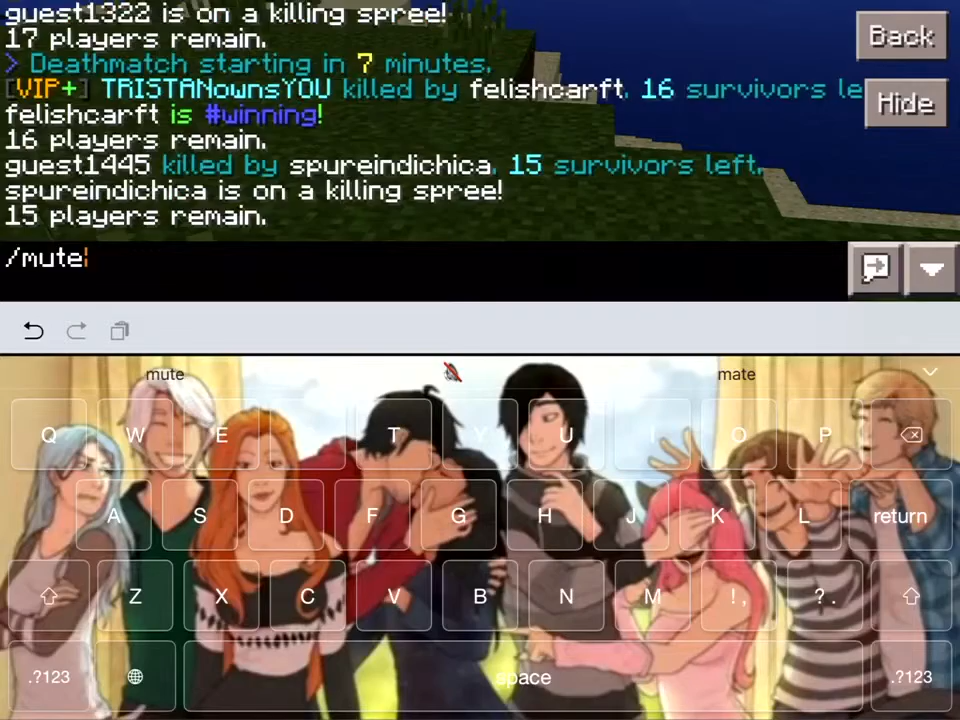 guest1322 is on a killing spree!
17 players remain.
> Deathmatch starting in 7 minutes.
[VIP+] TRISTANownsYOU killed by felishcarft. 16 survivors le
felishcarft is #winning!
16 players remain.
guest1445 killed by spureindichica. 15 survivors left.
spureindichica is on a killing spree!
15 players remain.
Back
Hide
/mute
mute mate
Q W E T Y U I O P
A S D F G H J K L return
Z X C V B N M !, ?.
.?123 space .?123